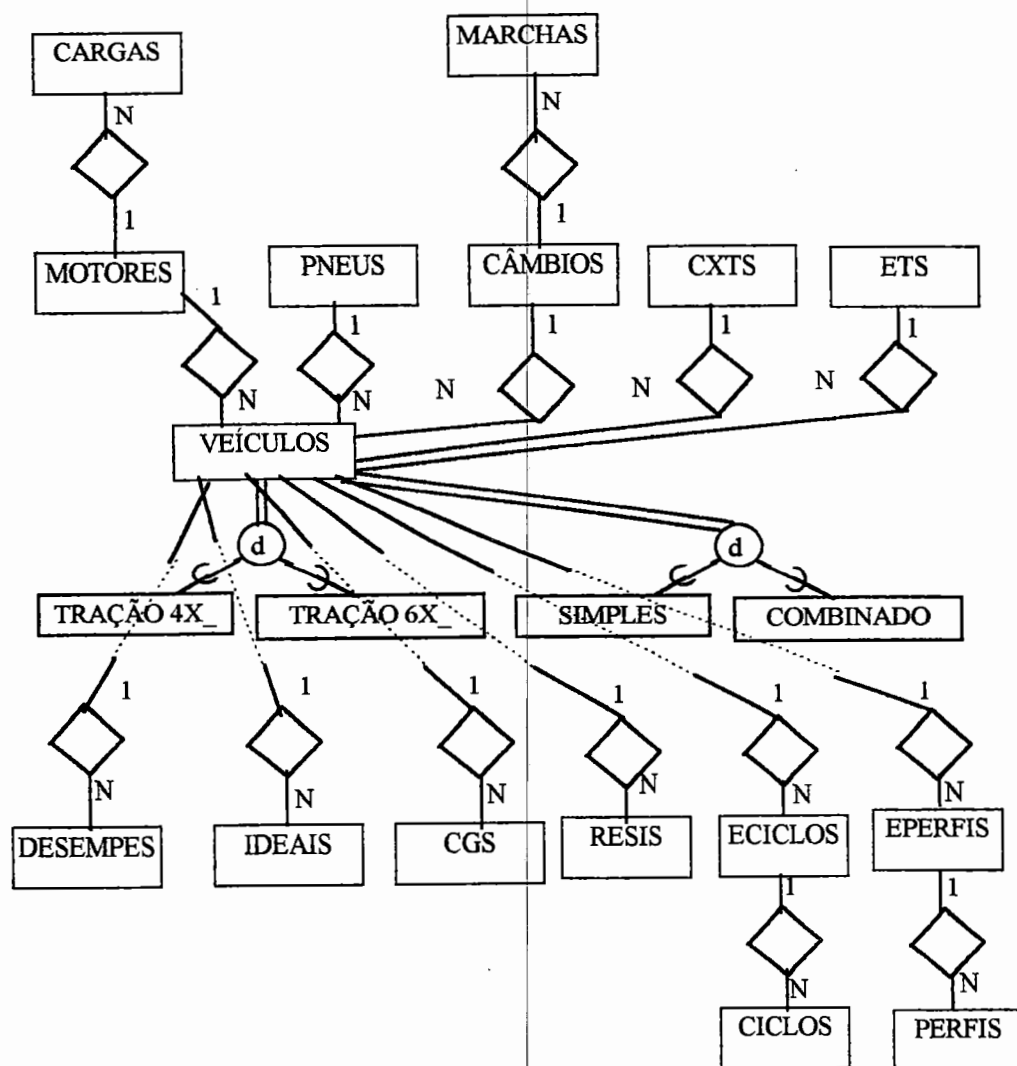 CARGAS
MARCHAS
N
N
1
1
MOTORES
PNEUS
CÂMBIOS
CXTS
ETS
1
1
1
1
1
N
N
N
N
N
VEÍCULOS
d
d
TRAÇÃO 4X_
TRAÇÃO 6X_
SIMPLES
COMBINADO
1
1
1
1
1
1
N
N
N
N
N
N
DESEMPES
IDEAIS
CGS
RESIS
ECICLOS
EPERFIS
1
1
N
N
CICLOS
PERFIS